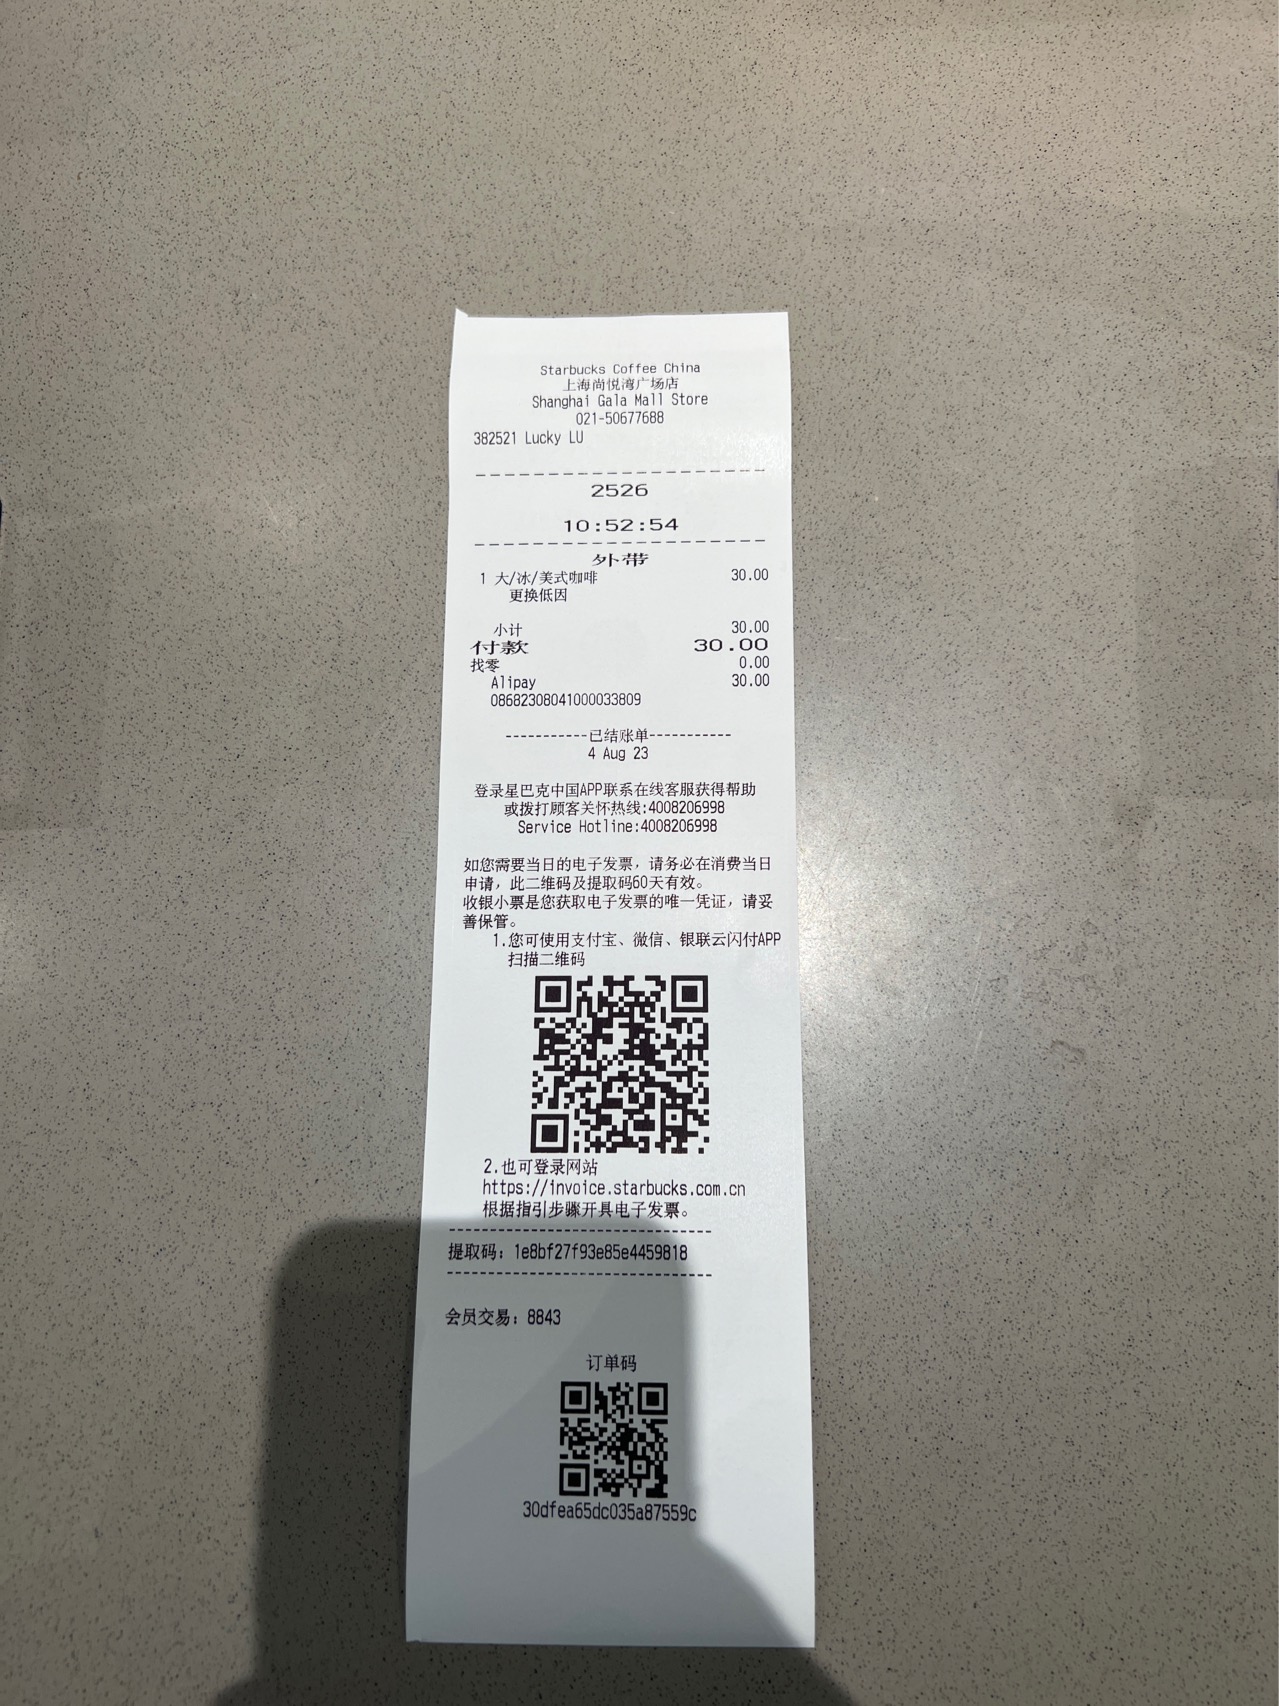 Starbucks Coffee China
上海尚悦湾广场店
Shanghai Gala Mall Store
021-50677688
382521 Lucky LU
2526
10:52:54
外带
1 大/冰/美式咖啡 30.00
更换低因
小计 30.00
付款 30.00
找零 0.00
Alipay 30.00
08682308041000033809
-----------已结账单-----------
4 Aug 23
登录星巴克中国APP联系在线客服获得帮助
或拨打顾客关怀热线:4008206998
Service Hotline:4008206998
如您需要当日的电子发票，请务必在消费当日
申请，此二维码及提取码60天有效。
收银小票是您获取电子发票的唯一凭证，请妥
善保管。
1.您可使用支付宝、微信、银联云闪付APP
扫描二维码
2.也可登录网站
https://invoice.starbucks.com.cn
根据指引步骤开具电子发票。
提取码：1e8bf27f93e85e4459818
会员交易：8843
订单码
30dfea65dc035a87559c